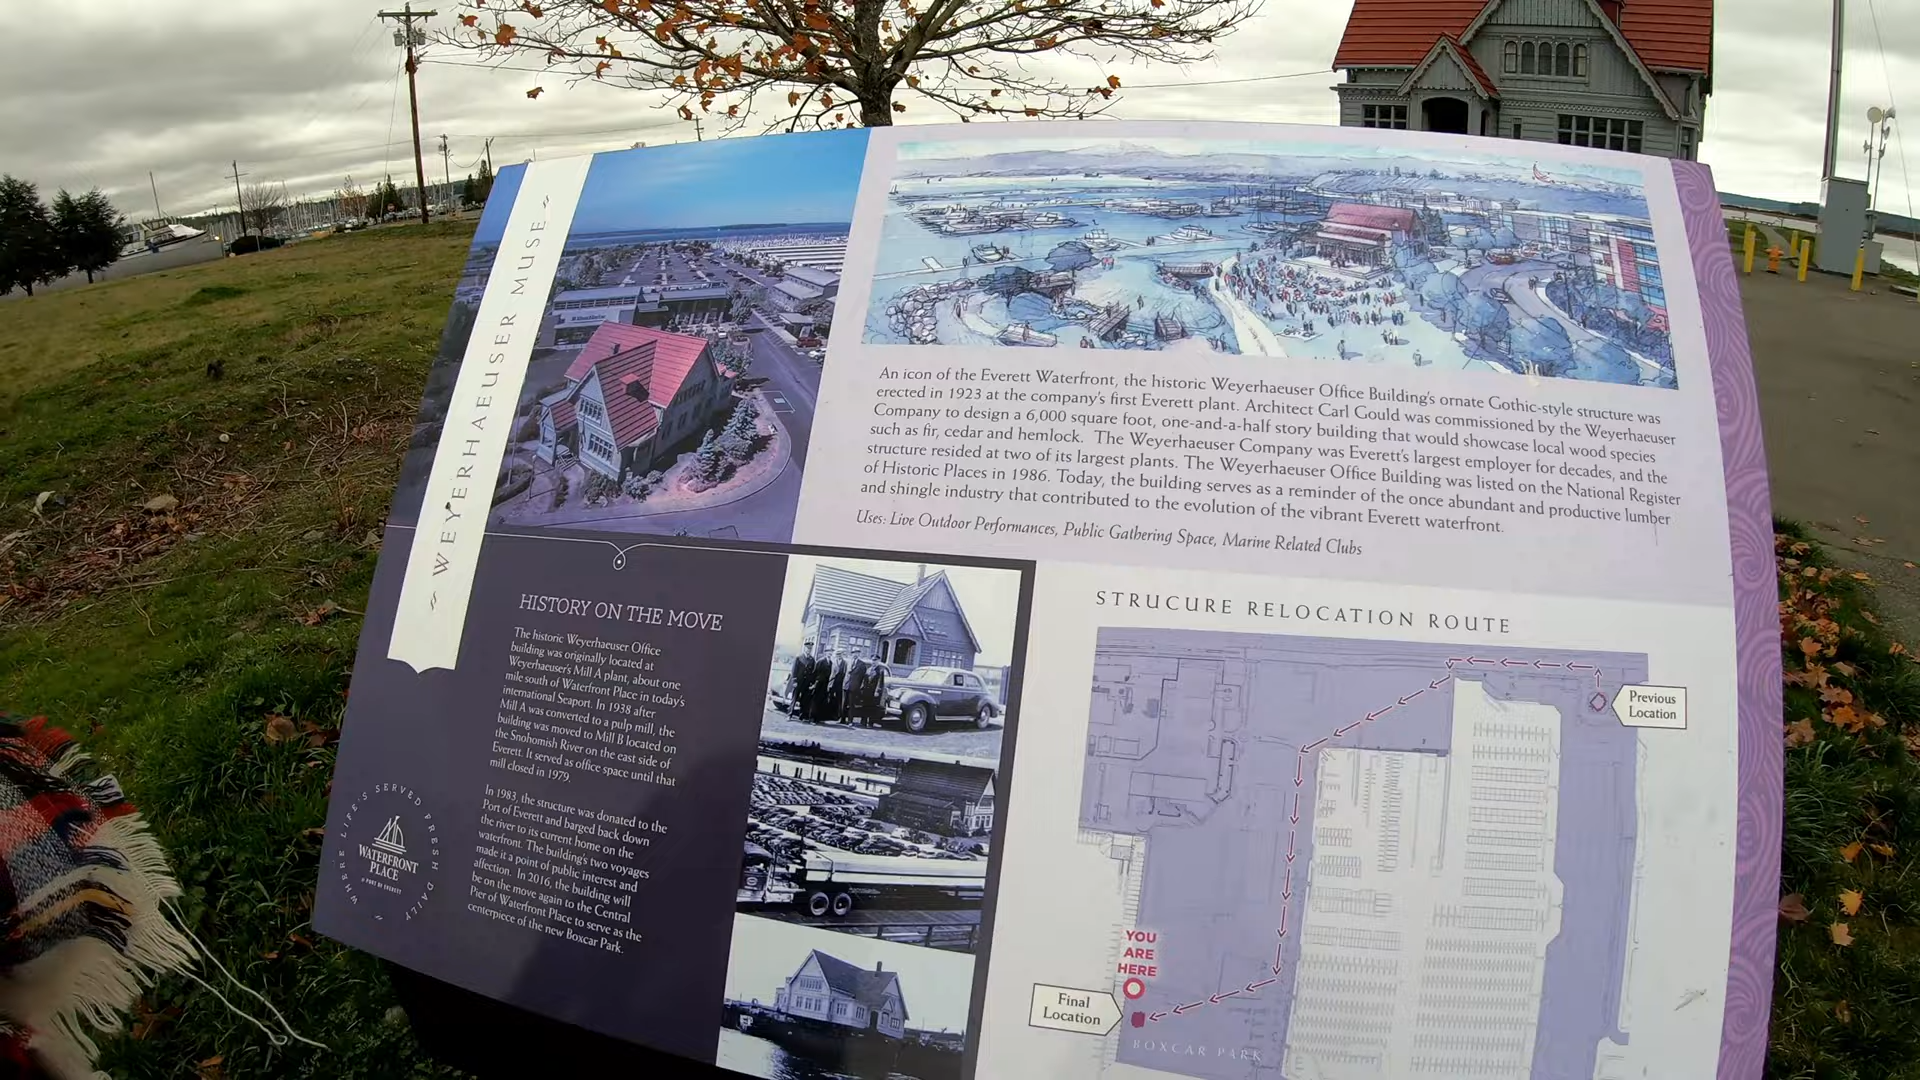 WEYERHAEUSER MUSE
An icon of the Everett Waterfront, the historic Weyerhaeuser Office Building's ornate Gothic-style structure was
erected in 1923 at the company's first Everett plant. Architect Carl Gould was commissioned by the Weyerhaeuser
Company to design a 6,000 square foot, one-and-a-half story building that would showcase local wood species
such as fir, cedar and hemlock. The Weyerhaeuser Company was Everett's largest employer for decades, and the
structure resided at two of its largest plants. The Weyerhaeuser Office Building was listed on the National Register
of Historic Places in 1986. Today, the building serves as a reminder of the once abundant and productive lumber
and shingle industry that contributed to the evolution of the vibrant Everett waterfront.
Uses: Live Outdoor Performances, Public Gathering Space, Marine Related Clubs
HISTORY ON THE MOVE
The historic Weyerhaeuser Office
building was originally located at
Weyerhaeuser's Mill A plant, about one
mile south of Waterfront Place in today's
international Seaport. In 1938 after
Mill A was converted to a pulp mill, the
building was moved to Mill B located on
the Snohomish River on the east side of
Everett. It served as office space until that
mill closed in 1979.
In 1983, the structure was donated to the
Port of Everett and barged back down
the river to its current home on the
waterfront. The building's two voyages
made it a point of public interest and
affection. In 2016, the building will
be on the move again to the Central
Pier of Waterfront Place to serve as the
centerpiece of the new Boxcar Park.
WHERE LIFE'S SERVED FRESH DAILY
WATERFRONT
PLACE
PORT OF EVERETT
STRUCURE RELOCATION ROUTE
Previous
Location
YOU
ARE
HERE
Final
Location
BOXCAR PARK